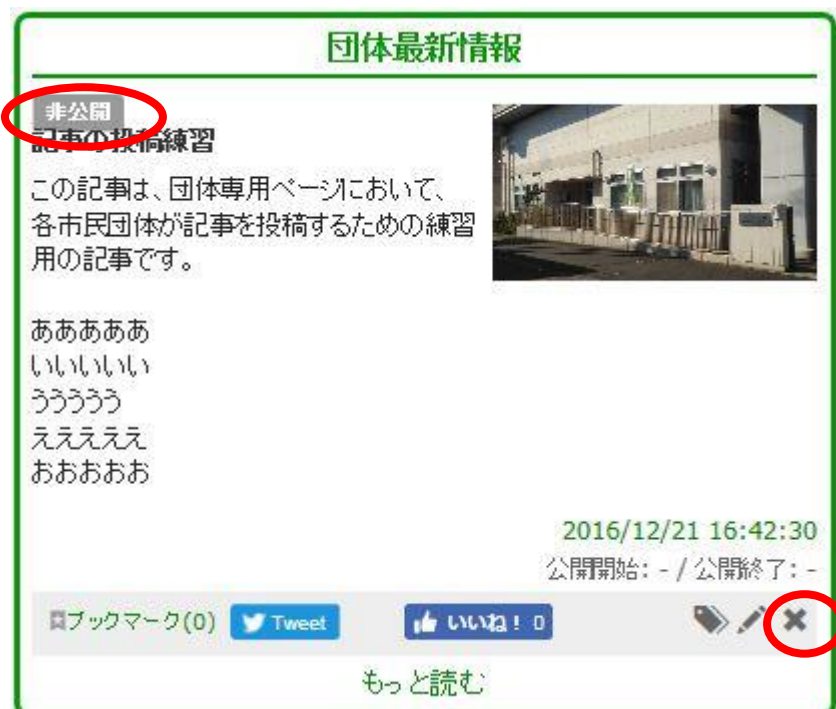 団体最新情報
非公開
記事の投稿練習
この記事は、団体専用ページにおいて、
各市民団体が記事を投稿するための練習
用の記事です。
あああああ
いいいいい
ううううう
えええええ
おおおおお
2016/12/21 16:42:30
公開開始: - / 公開終了: -
ブックマーク(0) Tweet いいね! 0
もっと読む